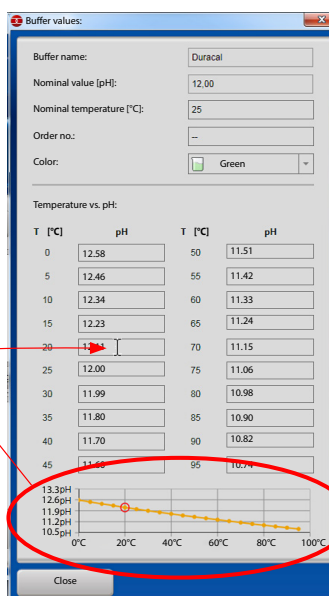 Buffer values:
Buffer name: Duracal
Nominal value [pH]: 12,00
Nominal temperature [°C]: 25
Order no.: --
Color: Green
Temperature vs. pH:
T [°C] pH T [°C] pH
0 12.58 50 11.51
5 12.46 55 11.42
10 12.34 60 11.33
15 12.23 65 11.24
20 12.11 70 11.15
25 12.00 75 11.06
30 11.99 80 10.98
35 11.80 85 10.90
40 11.70 90 10.82
45 95 10.74
13.3pH
12.6pH
11.9pH
11.2pH
10.5pH
0°C 20°C 40°C 60°C 80°C 100°C
Close